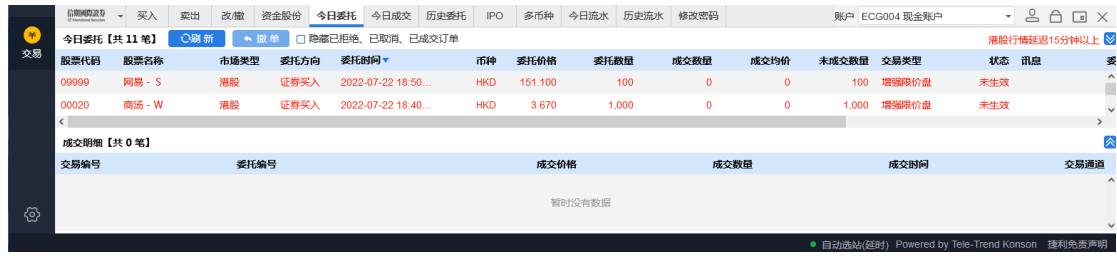 信期國際證券 买入 卖出 改/撤 资金股份 今日委托 今日成交 历史委托 IPO 多币种 今日流水 历史流水 修改密码 账户 ECG004 现金账户
交易
今日委托【共 11 笔】 刷 新 撤 单 隐藏已拒绝、已取消、已成交订单 港股行情延迟15分钟以上
股票代码 股票名称 市场类型 委托方向 委托时间 币种 委托价格 委托数量 成交数量 成交均价 未成交数量 交易类型 状态 讯息 委
09999 网易 - S 港股 证券买入 2022-07-22 18:50... HKD 151.100 100 0 0 100 增强限价盘 未生效
00020 商汤 - W 港股 证券买入 2022-07-22 18:40... HKD 3.670 1,000 0 0 1,000 增强限价盘 未生效
成交明细【共 0 笔】
交易编号 委托编号 成交价格 成交数量 成交时间 交易通道
暂时没有数据
自动选站(延时) Powered by Tele-Trend Konson 捷利免责声明